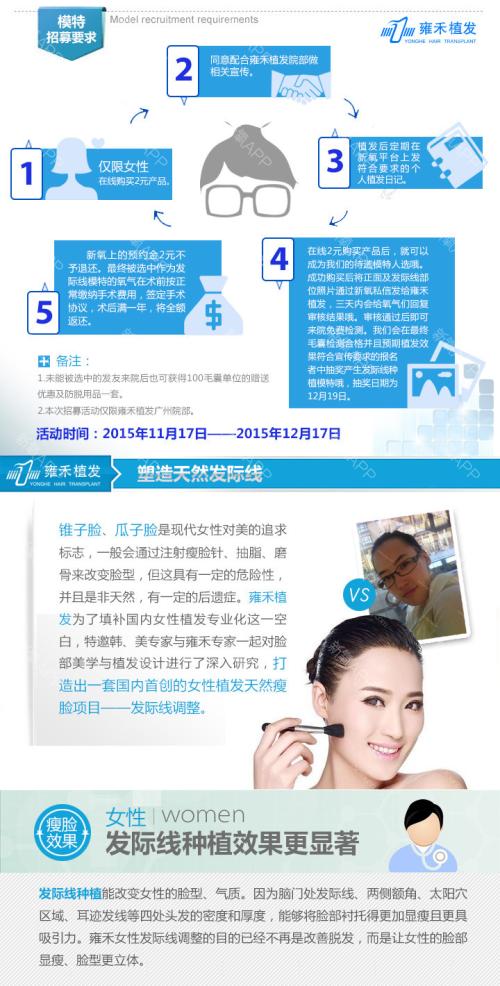 模特
招募要求
Model recruitment requirements
雍禾植发
YONGHE HAIR TRANSPLANT
1
仅限女性
在线购买2元产品。
2
同意配合雍禾植发院部做
相关宣传。
3
植发后定期在
新氧平台上发
符合要求的个
人植发日记。
4
在线2元购买产品后，就可以
成为我们的待遴模特人选哦。
成功购买后将正面及发际线部
位照片通过新氧私信发给雍禾
植发，三天内会给氧气们回复
审核结果哦。审核通过后即可
来院免费检测。我们会在最终
毛囊检测合格并且预期植发效
果符合宣传要求的报名
者中抽奖产生发际线种
植模特哦，抽奖日期为
12月19日。
5
新氧上的预约金2元不
予退还。最终被选中作为发
际线模特的氧气在术前按正
常缴纳手术费用，签定手术
协议，术后满一年，将全额
返还。
备注：
1.未能被选中的发友来院后也可获得100毛囊单位的赠送
优惠及防脱用品一套。
2.本次招募活动仅限雍禾植发广州院部。
活动时间：2015年11月17日——2015年12月17日
雍禾植发
YONGHE HAIR TRANSPLANT
塑造天然发际线
锥子脸、瓜子脸是现代女性对美的追求
标志，一般会通过注射瘦脸针、抽脂、磨
骨来改变脸型，但这具有一定的危险性，
并且是非天然，有一定的后遗症。雍禾植
发为了填补国内女性植发专业化这一空
白，特邀韩、美专家与雍禾专家一起对脸
部美学与植发设计进行了深入研究，打
造出一套国内首创的女性植发天然瘦
脸项目——发际线调整。
VS
瘦脸
效果
女性 women
发际线种植效果更显著
发际线种植能改变女性的脸型、气质。因为脑门处发际线、两侧额角、太阳穴
区域、耳迹发线等四处头发的密度和厚度，能够将脸部衬托得更加显瘦且更具
吸引力。雍禾女性发际线调整的目的已经不再是改善脱发，而是让女性的脸部
显瘦、脸型更立体。